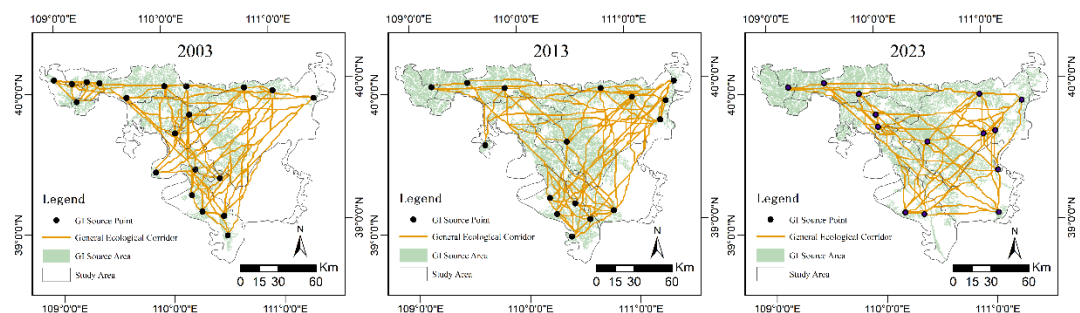 109°0'0"E 110°0'0"E 111°0'0"E
2003
40°0'0"N 40°0'0"N
39°0'0"N 39°0'0"N
Legend
GI Source Point
General Ecological Corridor
GI Source Area
Study Area
N
Km
0 15 30 60
109°0'0"E 110°0'0"E 111°0'0"E
109°0'0"E 110°0'0"E 111°0'0"E
2013
40°0'0"N 40°0'0"N
39°0'0"N 39°0'0"N
Legend
GI Source Point
General Ecological Corridor
GI Source Area
Study Area
N
Km
0 15 30 60
109°0'0"E 110°0'0"E 111°0'0"E
109°0'0"E 110°0'0"E 111°0'0"E
2023
40°0'0"N 40°0'0"N
39°0'0"N 39°0'0"N
Legend
GI Source Point
General Ecological Corridor
GI Source Area
Study Area
N
Km
0 15 30 60
109°0'0"E 110°0'0"E 111°0'0"E